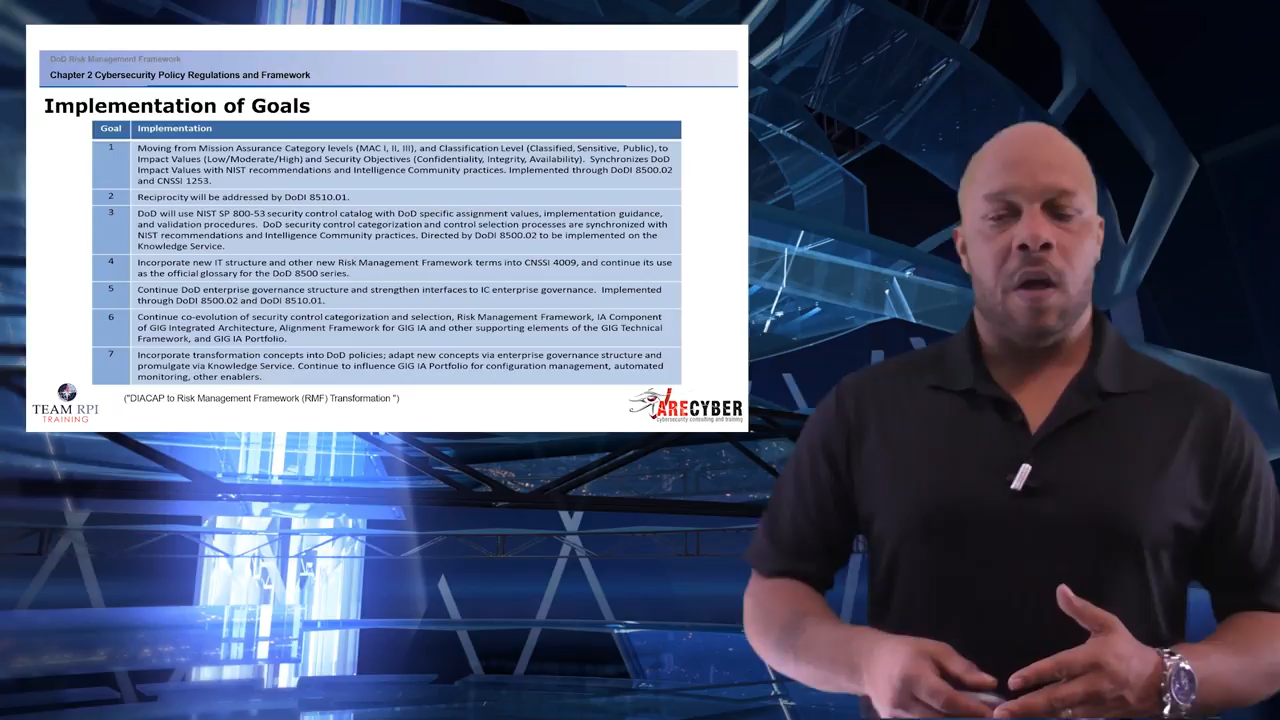 DoD Risk Management Framework
Chapter 2 Cybersecurity Policy Regulations and Framework
Implementation of Goals
Goal Implementation
1 Moving from Mission Assurance Category levels (MAC I, II, III), and Classification Level (Classified, Sensitive, Public), to
Impact Values (Low/Moderate/High) and Security Objectives (Confidentiality, Integrity, Availability). Synchronizes DoD
Impact Values with NIST recommendations and Intelligence Community practices. Implemented through DoDI 8500.02
and CNSSI 1253.
2 Reciprocity will be addressed by DoDI 8510.01.
3 DoD will use NIST SP 800-53 security control catalog with DoD specific assignment values, implementation guidance,
and validation procedures. DoD security control categorization and control selection processes are synchronized with
NIST recommendations and Intelligence Community practices. Directed by DoDI 8500.02 to be implemented on the
Knowledge Service.
4 Incorporate new IT structure and other new Risk Management Framework terms into CNSSI 4009, and continue its use
as the official glossary for the DoD 8500 series.
5 Continue DoD enterprise governance structure and strengthen interfaces to IC enterprise governance. Implemented
through DoDI 8500.02 and DoDI 8510.01.
6 Continue co-evolution of security control categorization and selection, Risk Management Framework, IA Component
of GIG Integrated Architecture, Alignment Framework for GIG IA and other supporting elements of the GIG Technical
Framework, and GIG IA Portfolio.
7 Incorporate transformation concepts into DoD policies; adapt new concepts via enterprise governance structure and
promulgate via Knowledge Service. Continue to influence GIG IA Portfolio for configuration management, automated
monitoring, other enablers.
("DIACAP to Risk Management Framework (RMF) Transformation ")
TEAM RPI
TRAINING
ARECYBER
cybersecurity consulting and training